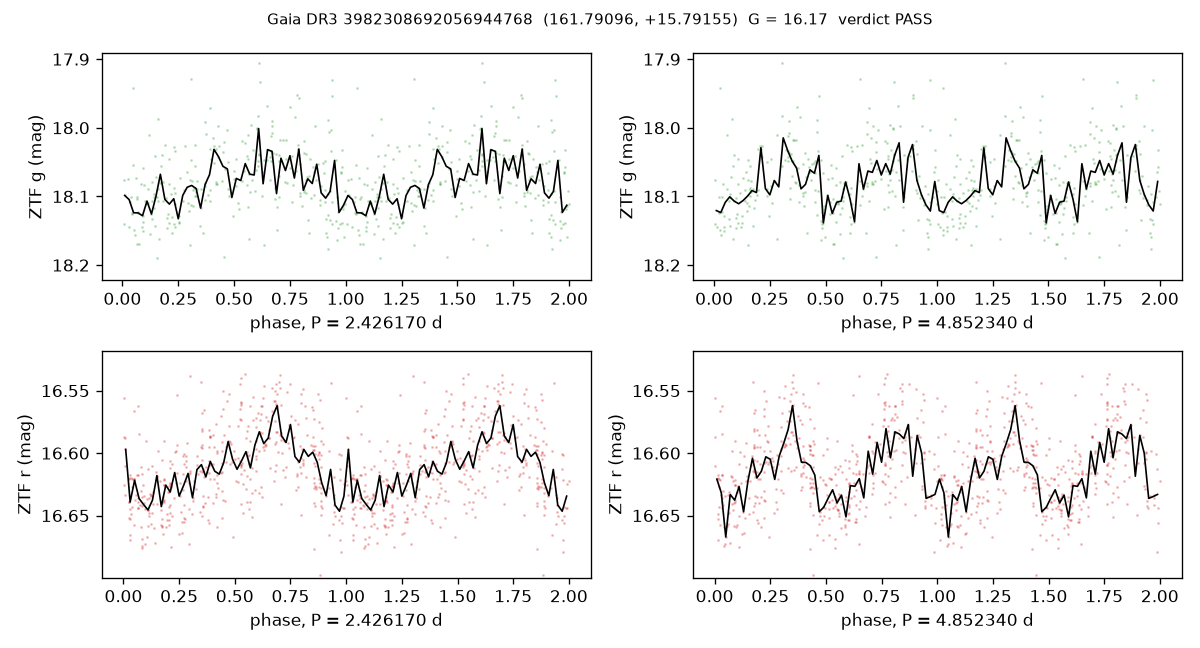 Gaia DR3 3982308692056944768 (161.79096, +15.79155) G = 16.17 verdict PASS
ZTF g (mag)
17.9
18.0
18.1
18.2
0.00 0.25 0.50 0.75 1.00 1.25 1.50 1.75 2.00
phase, P = 2.426170 d
ZTF g (mag)
17.9
18.0
18.1
18.2
0.00 0.25 0.50 0.75 1.00 1.25 1.50 1.75 2.00
phase, P = 4.852340 d
ZTF r (mag)
16.55
16.60
16.65
0.00 0.25 0.50 0.75 1.00 1.25 1.50 1.75 2.00
phase, P = 2.426170 d
ZTF r (mag)
16.55
16.60
16.65
0.00 0.25 0.50 0.75 1.00 1.25 1.50 1.75 2.00
phase, P = 4.852340 d